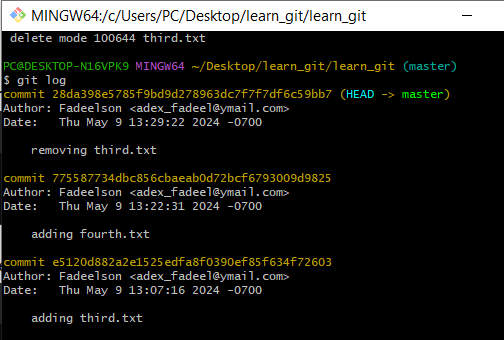 MINGW64:/c/Users/PC/Desktop/learn_git/learn_git
delete mode 100644 third.txt
PC@DESKTOP-N16VPK9 MINGW64 ~/Desktop/learn_git/learn_git (master)
$ git log
commit 28da398e5785f9bd9d278963dc7f7f7df6c59bb7 (HEAD -> master)
Author: Fadeelson <adex_fadeel@ymail.com>
Date:   Thu May 9 13:29:22 2024 -0700
removing third.txt
commit 775587734dbc856cbaeab0d72bcf6793009d9825
Author: Fadeelson <adex_fadeel@ymail.com>
Date:   Thu May 9 13:22:31 2024 -0700
adding fourth.txt
commit e5120d882a2e1525edfa8f0390ef85f634f72603
Author: Fadeelson <adex_fadeel@ymail.com>
Date:   Thu May 9 13:07:16 2024 -0700
adding third.txt